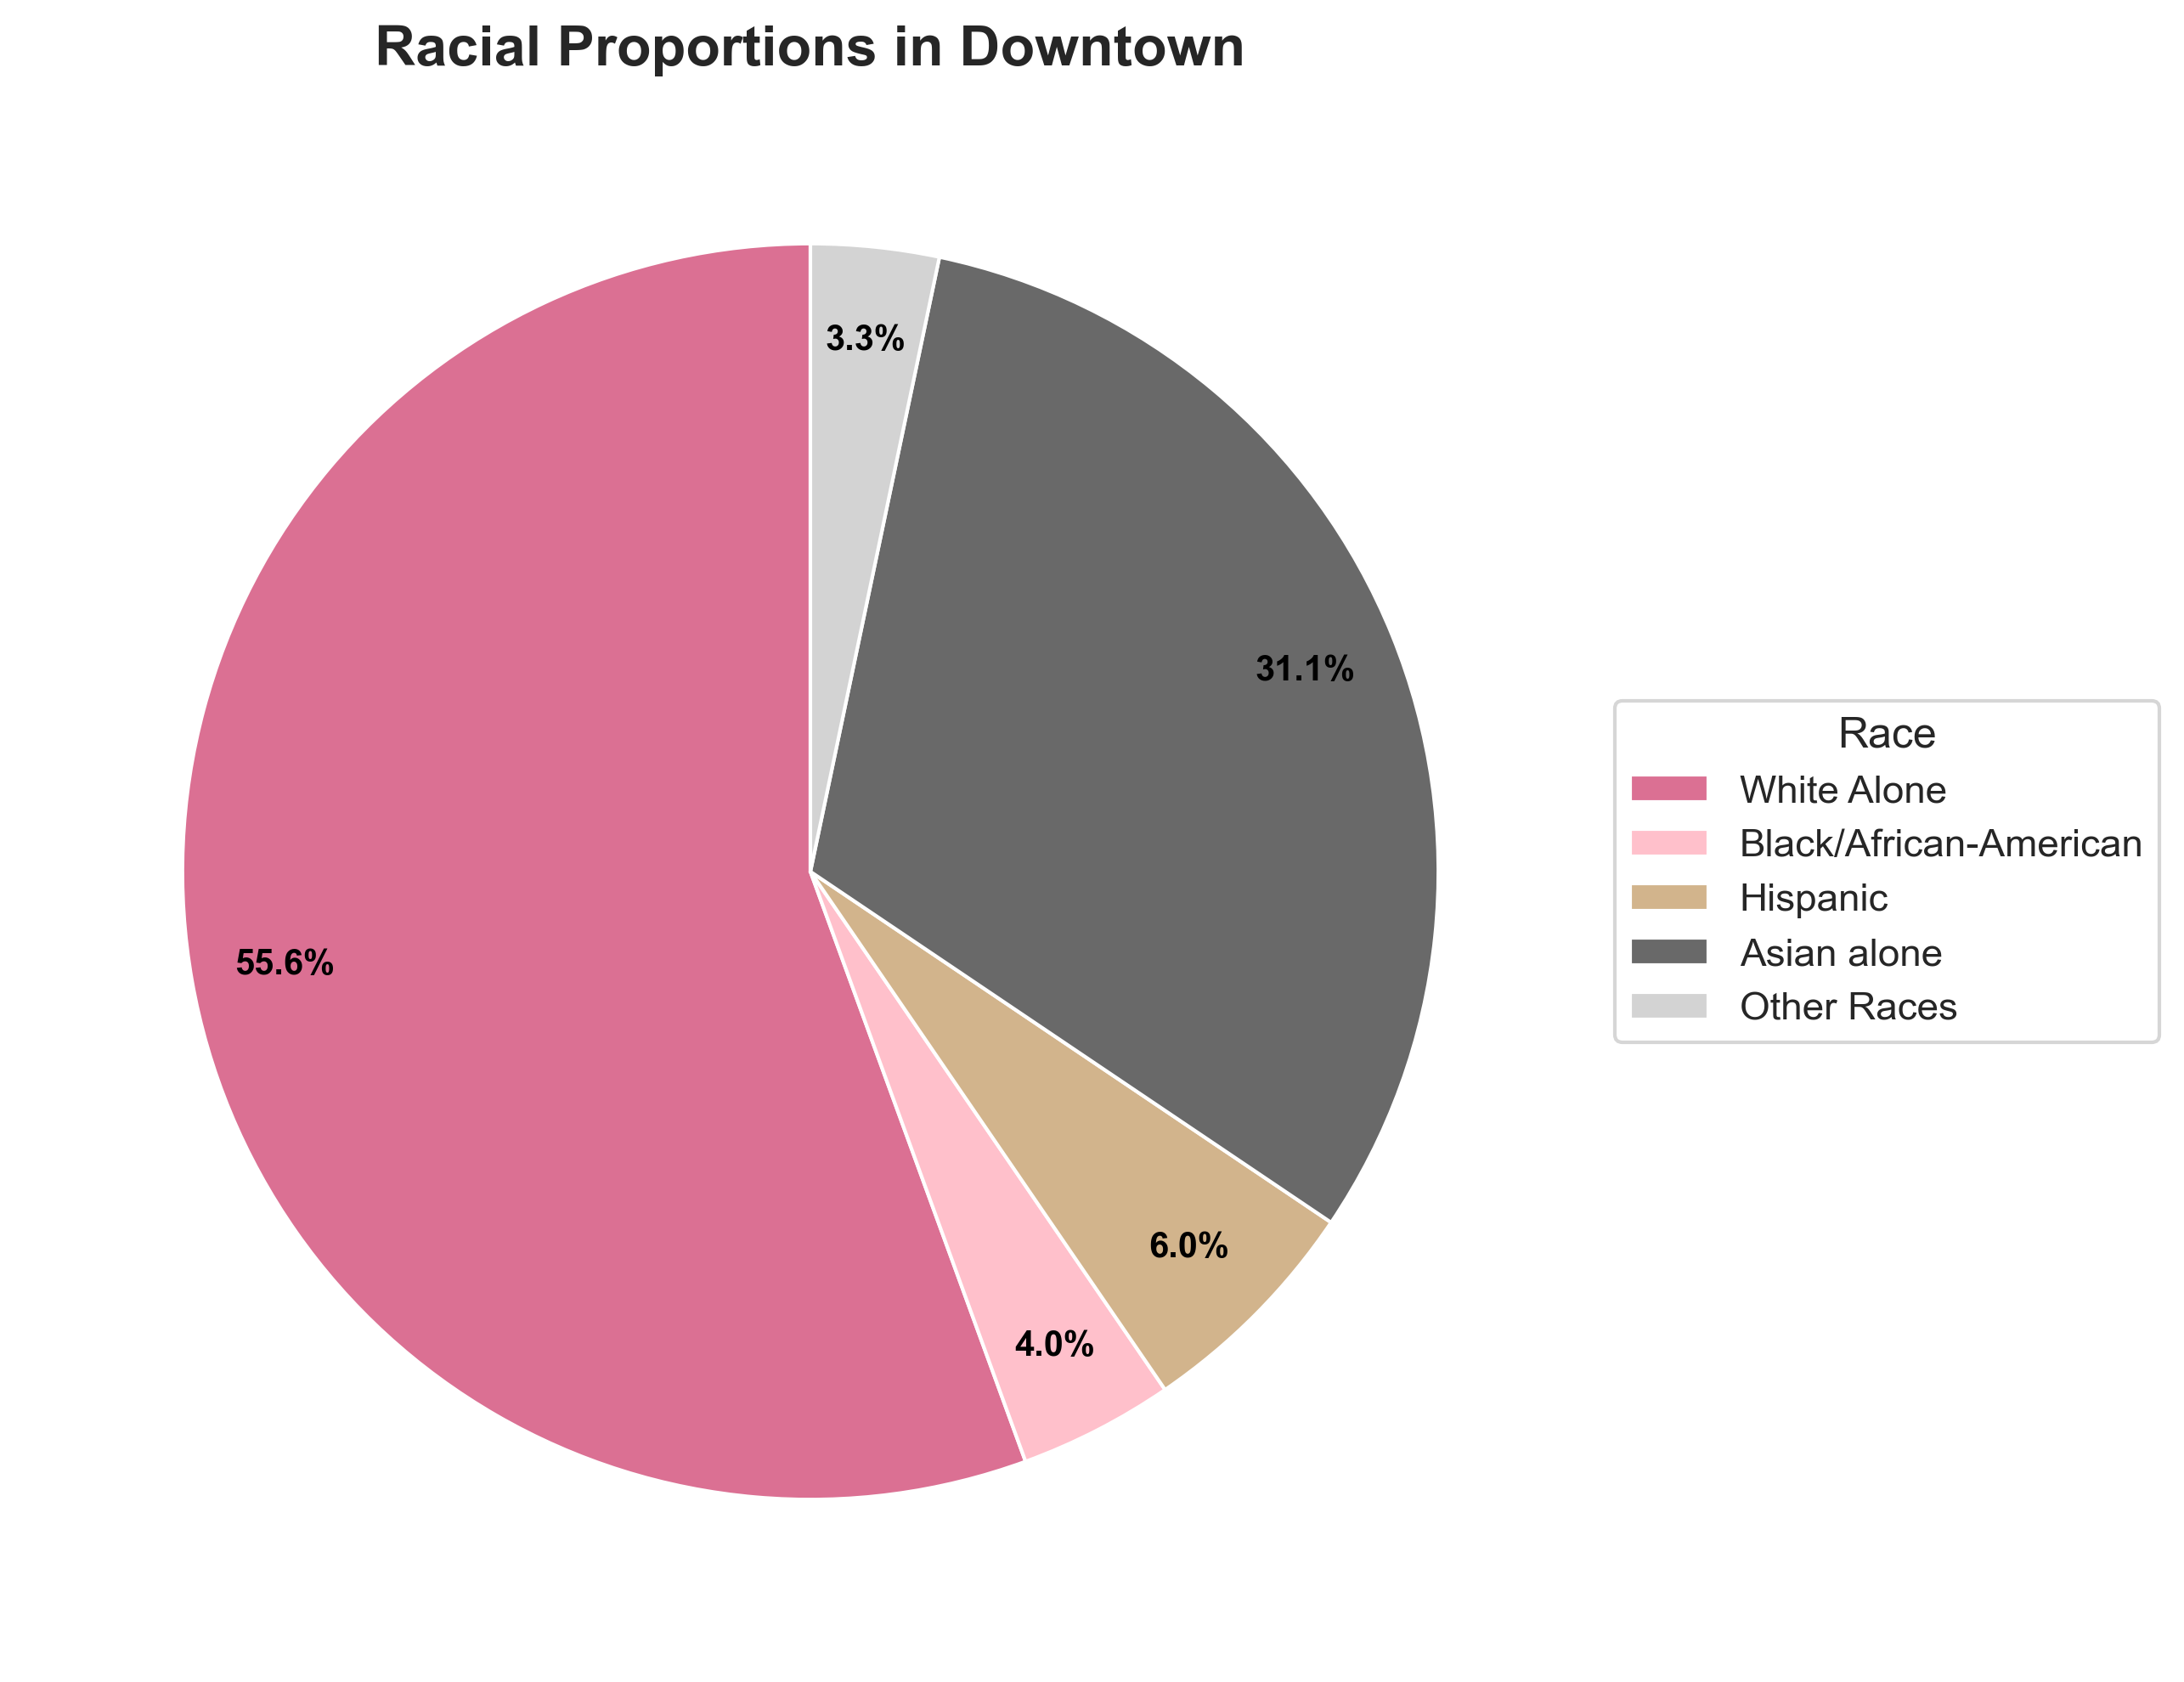 Racial Proportions in Downtown
3.3%
31.1%
55.6%
6.0%
4.0%
Race
White Alone
Black/African-American
Hispanic
Asian alone
Other Races